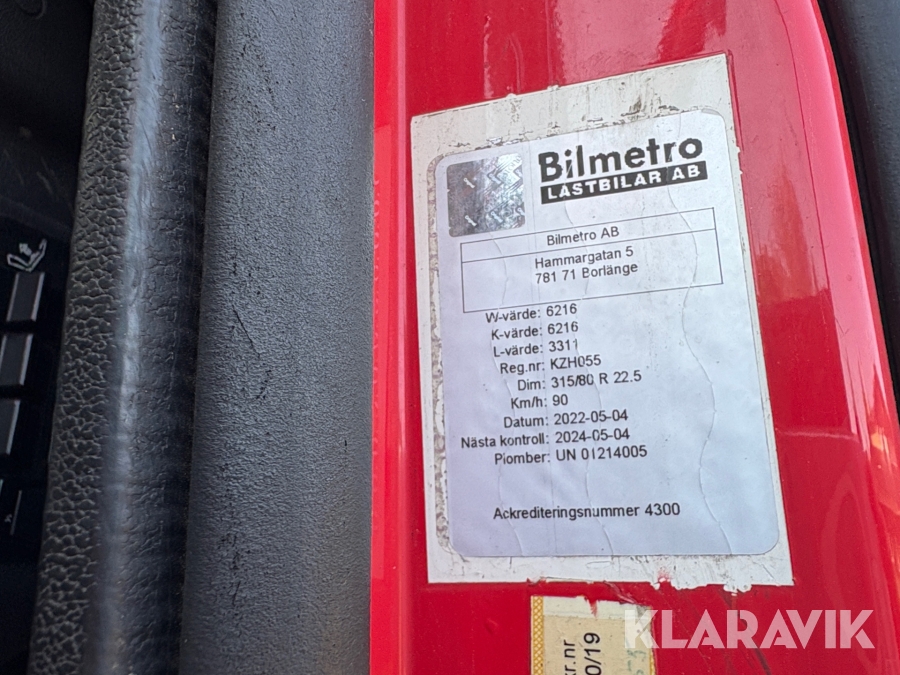 Bilmetro
LASTBILAR AB
Bilmetro AB
Hammargatan 5
781 71 Borlänge
W-värde: 6216
K-värde: 6216
L-värde: 3311
Reg.nr: KZH055
Dim: 315/80 R 22.5
Km/h: 90
Datum: 2022-05-04
Nästa kontroll: 2024-05-04
Plomber: UN 01214005
Ackrediteringsnummer 4300
KLARAVIK